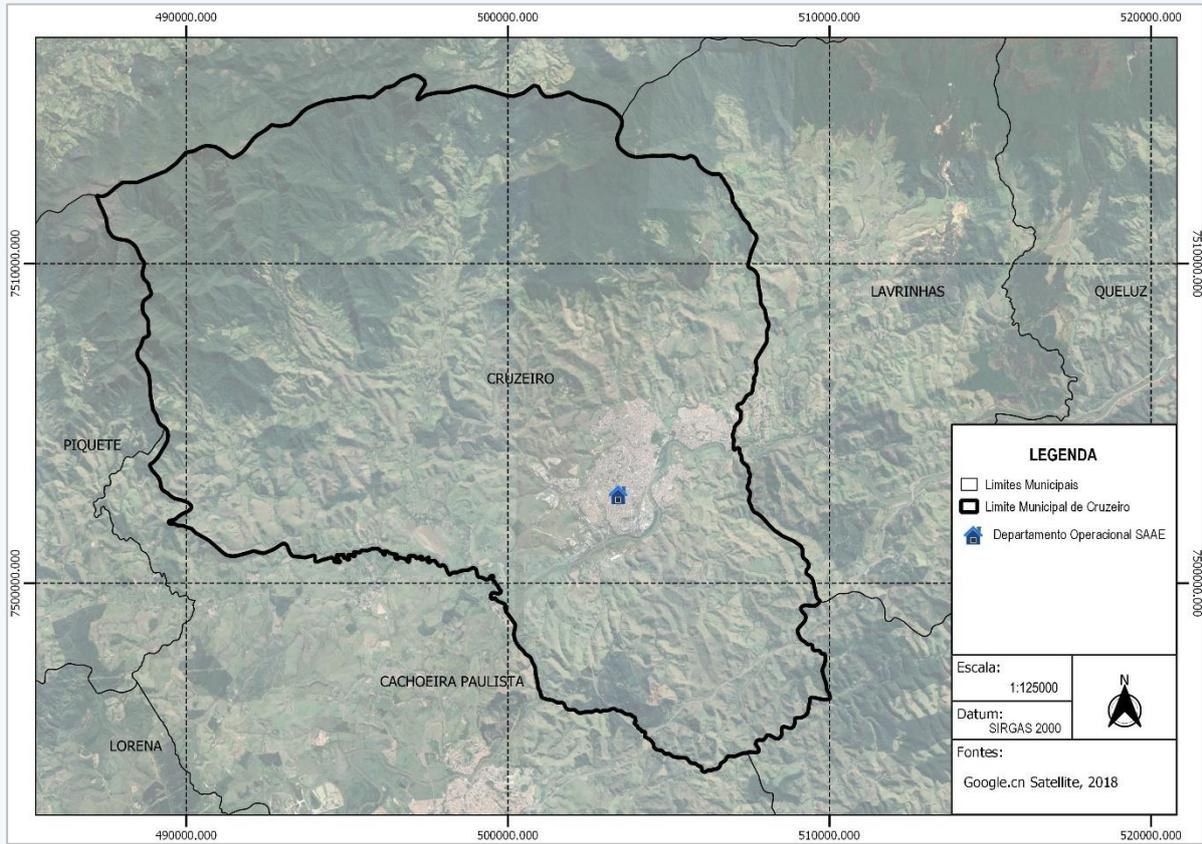 490000.000
500000.000
510000.000
520000.000
7510000.000
7510000.000
LAVRINHAS
QUELUZ
CRUZEIRO
PIQUETE
7500000.000
7500000.000
CACHOEIRA PAULISTA
LORENA
LEGENDA
Limites Municipais
Limite Municipal de Cruzeiro
Departamento Operacional SAAE
Escala:
1:125000
N
Datum:
SIRGAS 2000
Fontes:
Google.cn Satellite, 2018
490000.000
500000.000
510000.000
520000.000